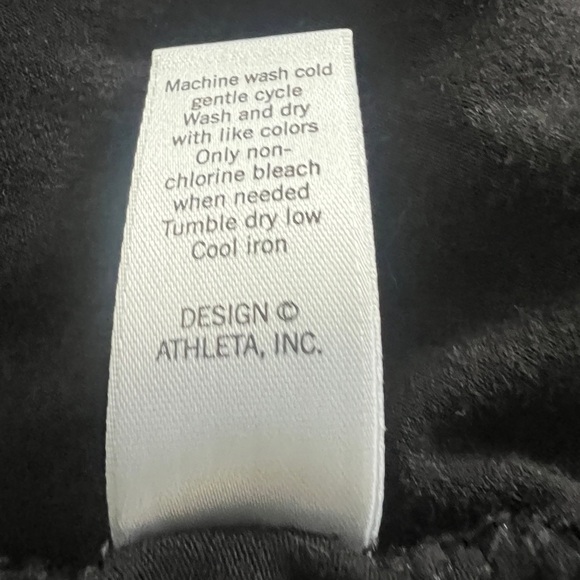 Machine wash cold
gentle cycle
Wash and dry
with like colors
Only non-
chlorine bleach
when needed
Tumble dry low
Cool iron
DESIGN ©
ATHLETA, INC.